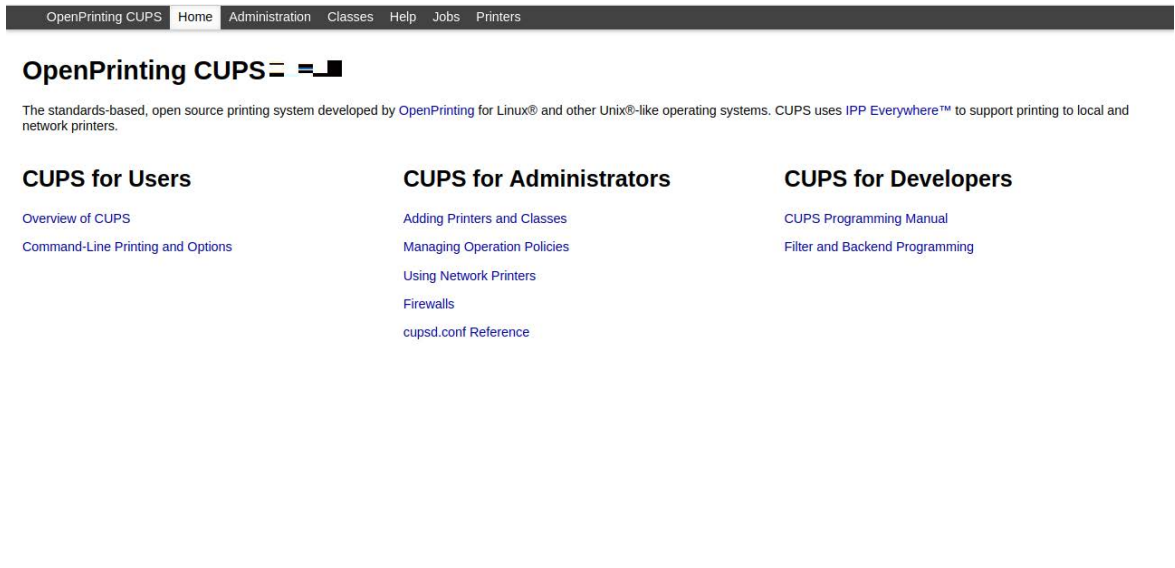 OpenPrinting CUPS Home Administration Classes Help Jobs Printers
OpenPrinting CUPS
The standards-based, open source printing system developed by OpenPrinting for Linux® and other Unix®-like operating systems. CUPS uses IPP Everywhere™ to support printing to local and
network printers.
CUPS for Users
Overview of CUPS
Command-Line Printing and Options
CUPS for Administrators
Adding Printers and Classes
Managing Operation Policies
Using Network Printers
Firewalls
cupsd.conf Reference
CUPS for Developers
CUPS Programming Manual
Filter and Backend Programming